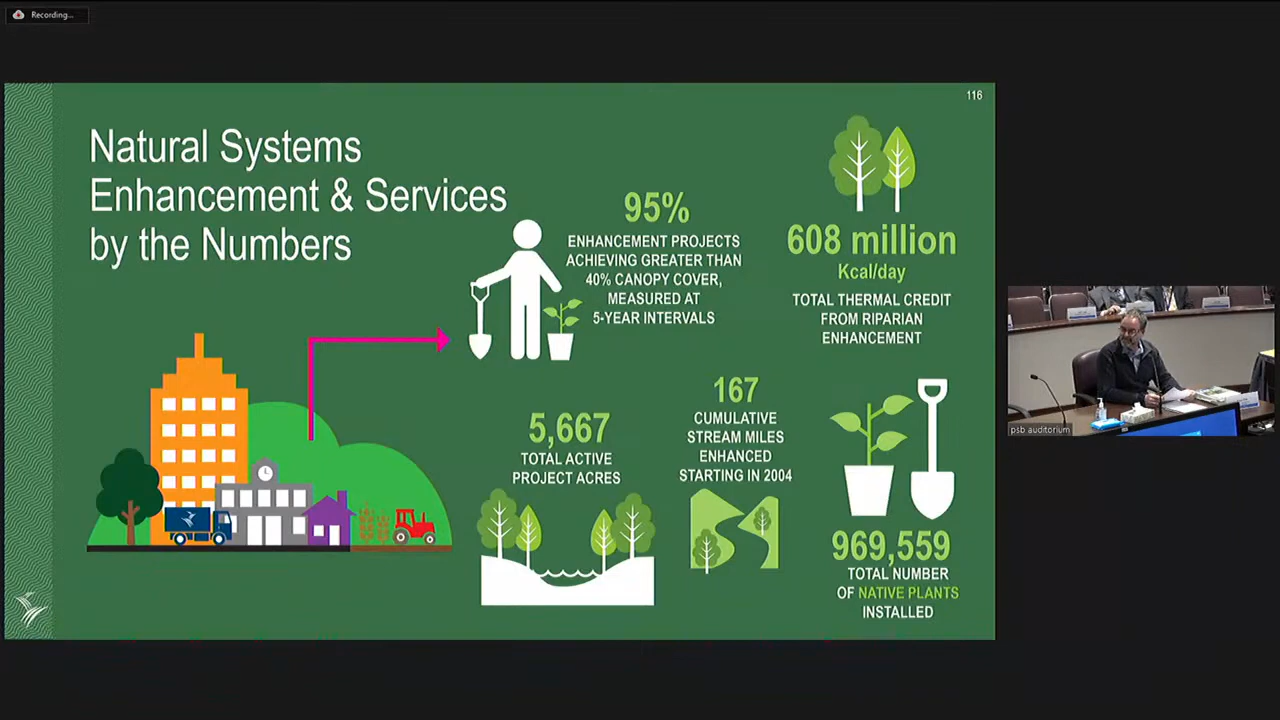 Recording...
116
Natural Systems
Enhancement & Services
by the Numbers
95%
ENHANCEMENT PROJECTS
ACHIEVING GREATER THAN
40% CANOPY COVER,
MEASURED AT
5-YEAR INTERVALS
608 million
Kcal/day
TOTAL THERMAL CREDIT
FROM RIPARIAN
ENHANCEMENT
5,667
TOTAL ACTIVE
PROJECT ACRES
167
CUMULATIVE
STREAM MILES
ENHANCED
STARTING IN 2004
969,559
TOTAL NUMBER
OF NATIVE PLANTS
INSTALLED
psb auditorium